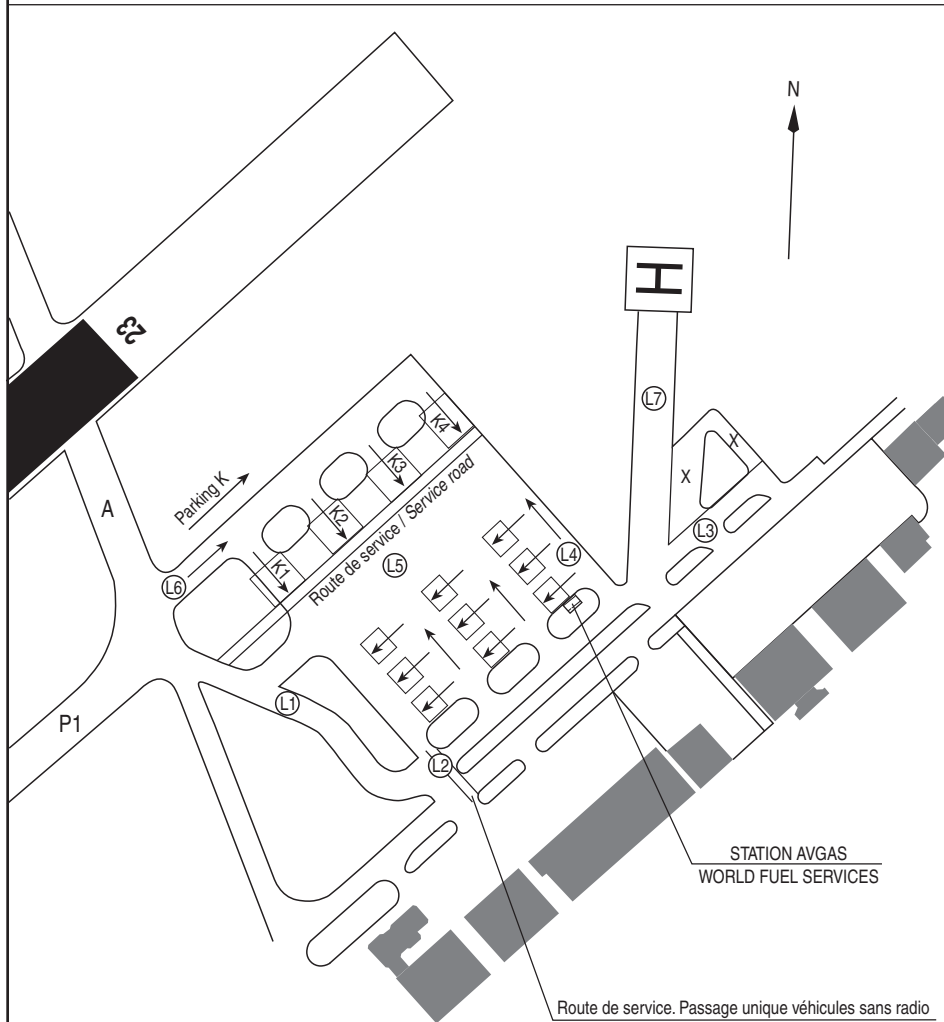 N
23
H
L7
K4
X
X
K3
Parking K
A
K2
L3
Route de service / Service road
L4
K1
L5
L6
L1
P1
L2
STATION AVGAS
WORLD FUEL SERVICES
Route de service. Passage unique véhicules sans radio